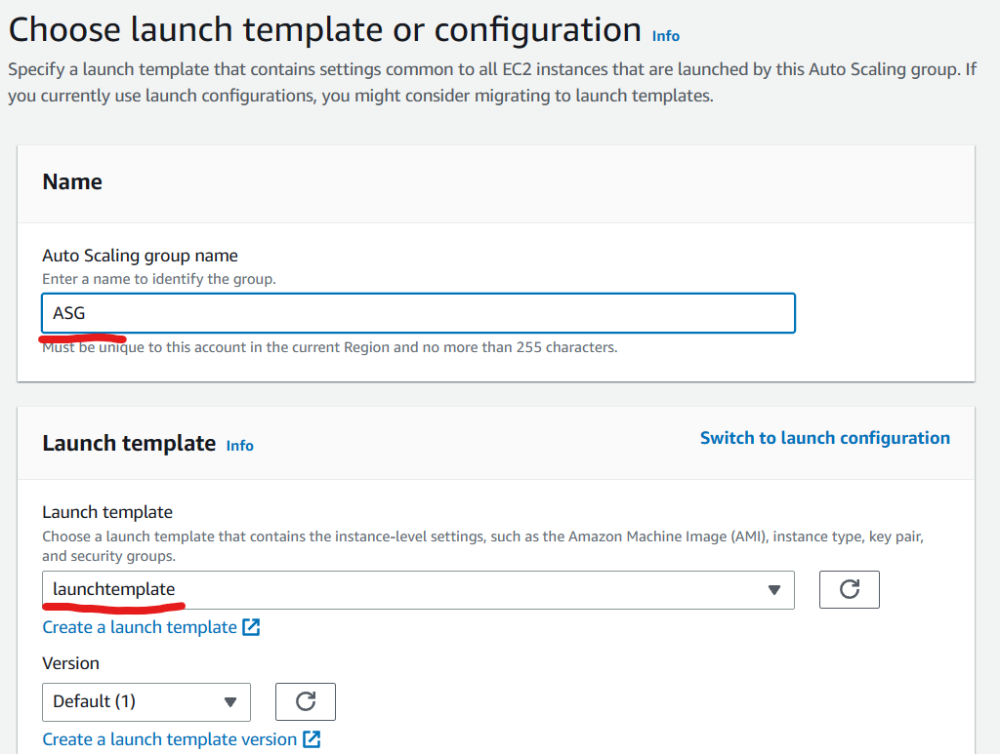 Choose launch template or configuration Info
Specify a launch template that contains settings common to all EC2 instances that are launched by this Auto Scaling group. If
you currently use launch configurations, you might consider migrating to launch templates.
Name
Auto Scaling group name
Enter a name to identify the group.
ASG
Must be unique to this account in the current Region and no more than 255 characters.
Launch template Info
Switch to launch configuration
Launch template
Choose a launch template that contains the instance-level settings, such as the Amazon Machine Image (AMI), instance type, key pair,
and security groups.
launchtemplate
Create a launch template
Version
Default (1)
Create a launch template version